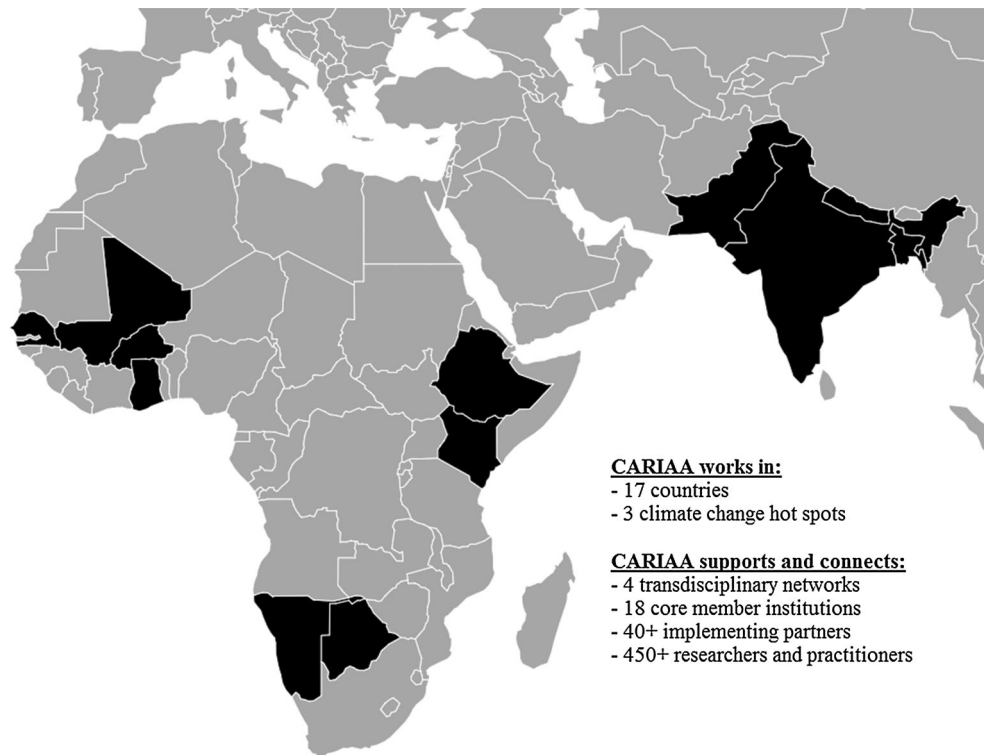 CARIAA works in:
- 17 countries
- 3 climate change hot spots
CARIAA supports and connects:
- 4 transdisciplinary networks
- 18 core member institutions
- 40+ implementing partners
- 450+ researchers and practitioners